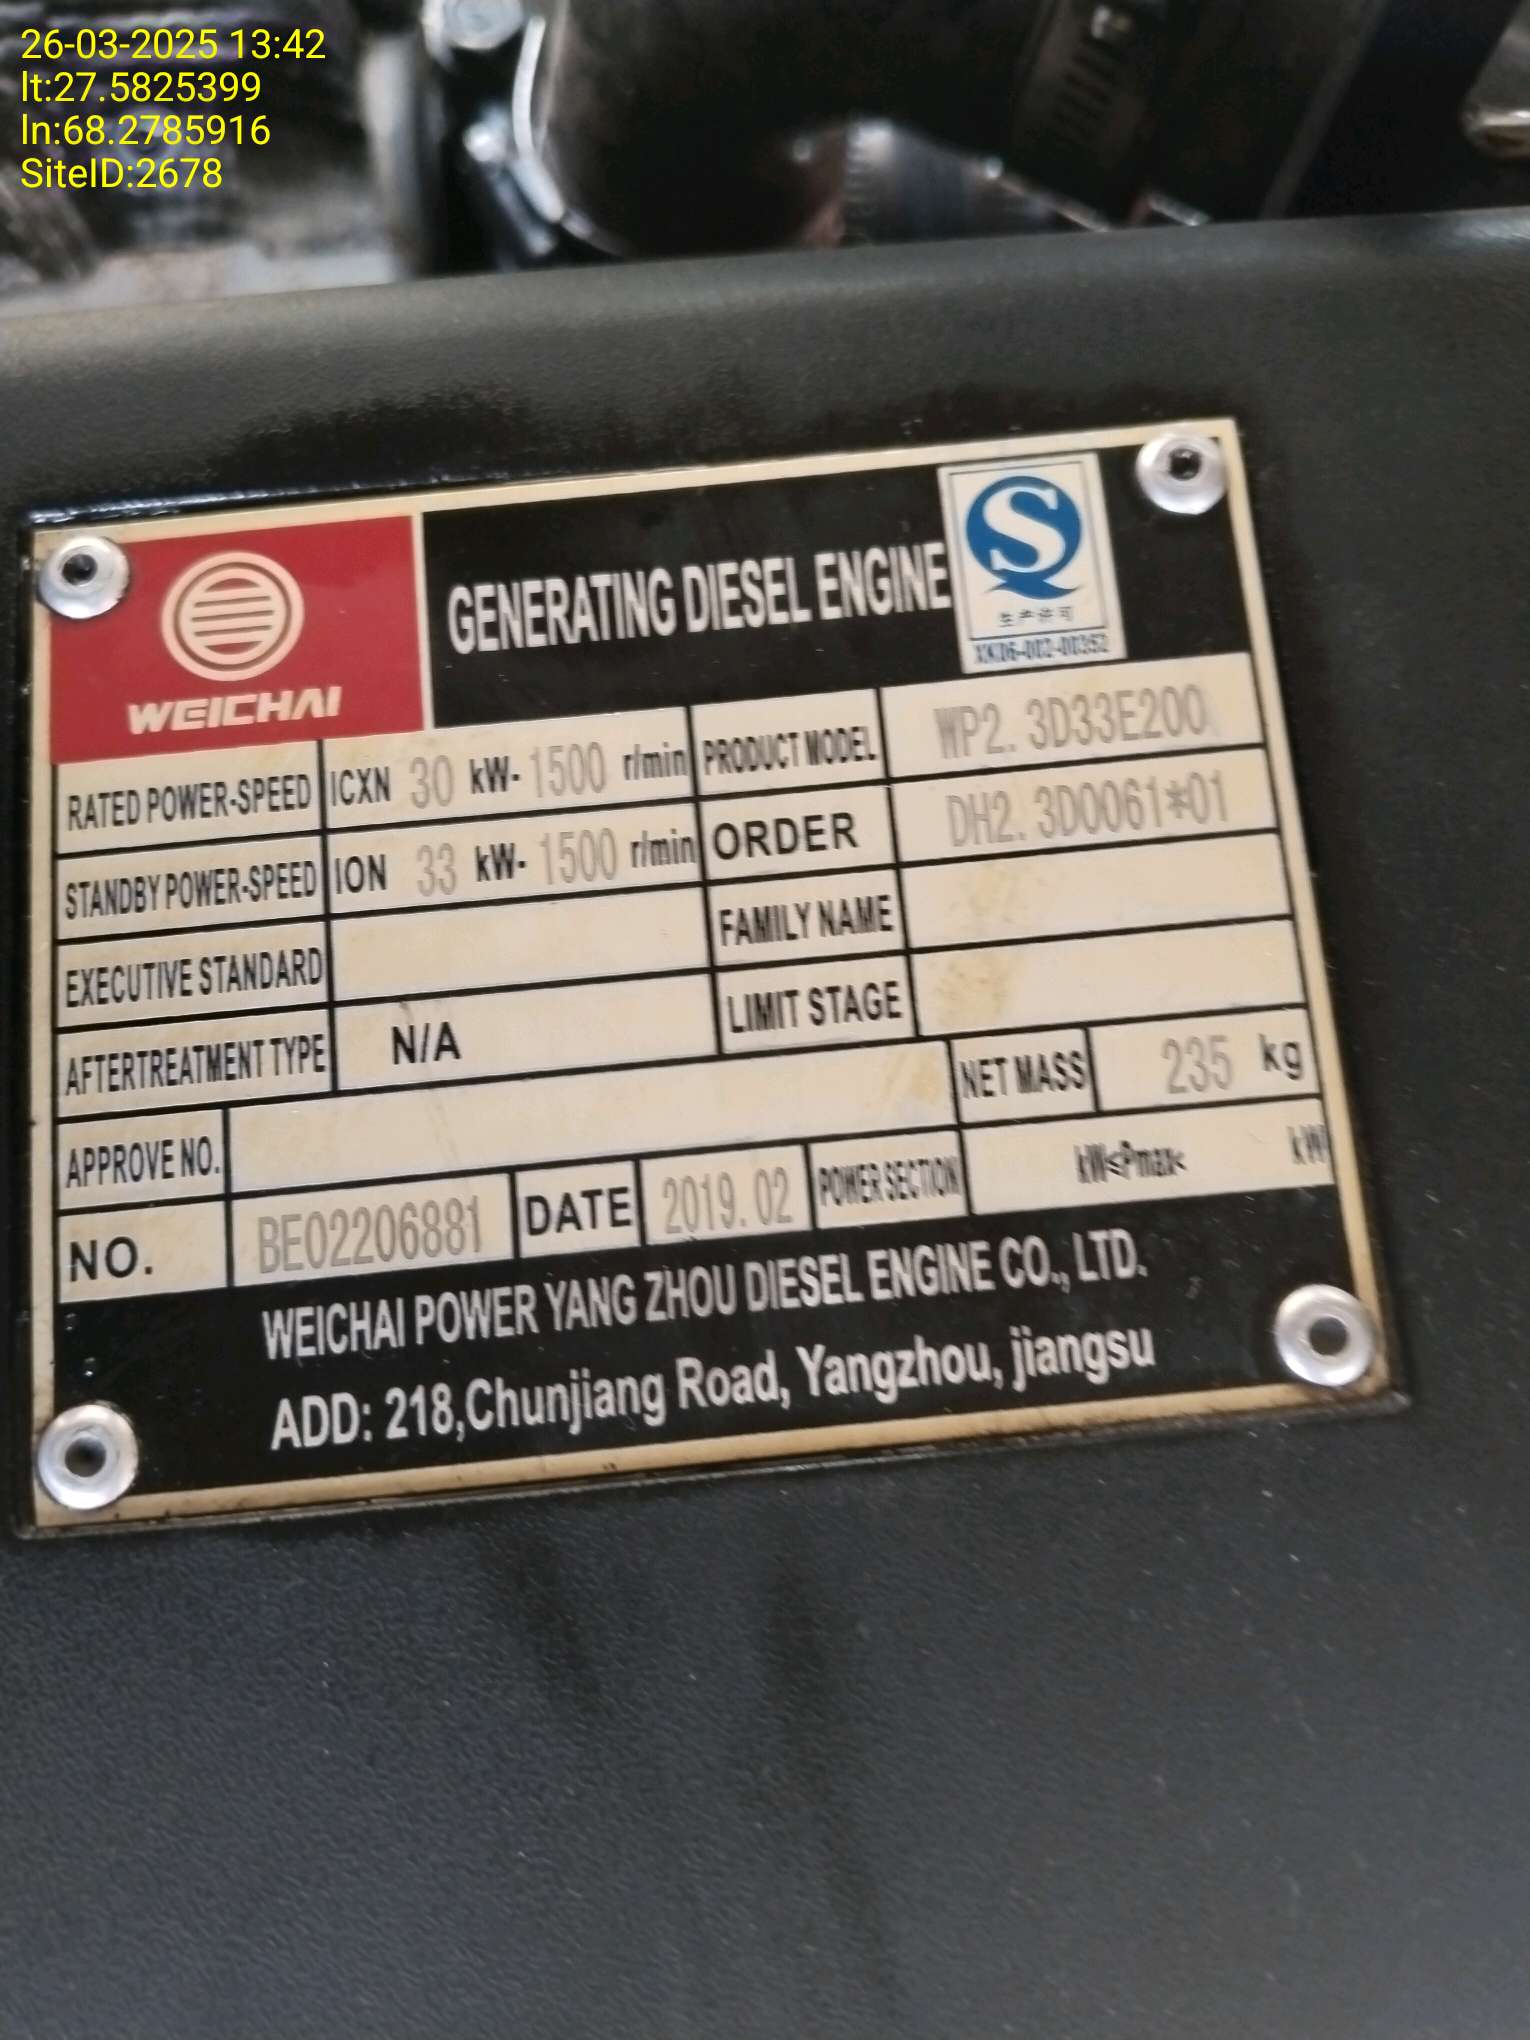 26-03-2025 13:42
lt:27.5825399
ln:68.2785916
SiteID:2678
WEICHAI
GENERATING DIESEL ENGINE
生产许可
XK06-002-00352
RATED POWER-SPEED ICXN 30 kW- 1500 r/min PRODUCT MODEL WP2.3D33E200
STANDBY POWER-SPEED ION 33 kW- 1500 r/min ORDER DH2.3D0061*01
EXECUTIVE STANDARD FAMILY NAME
AFTERTREATMENT TYPE N/A LIMIT STAGE
APPROVE NO. NET MASS 235 kg
NO. BE02206881 DATE 2019.02 POWER SECTION kW≤Pmax< kW
WEICHAI POWER YANG ZHOU DIESEL ENGINE CO., LTD.
ADD: 218,Chunjiang Road, Yangzhou, jiangsu